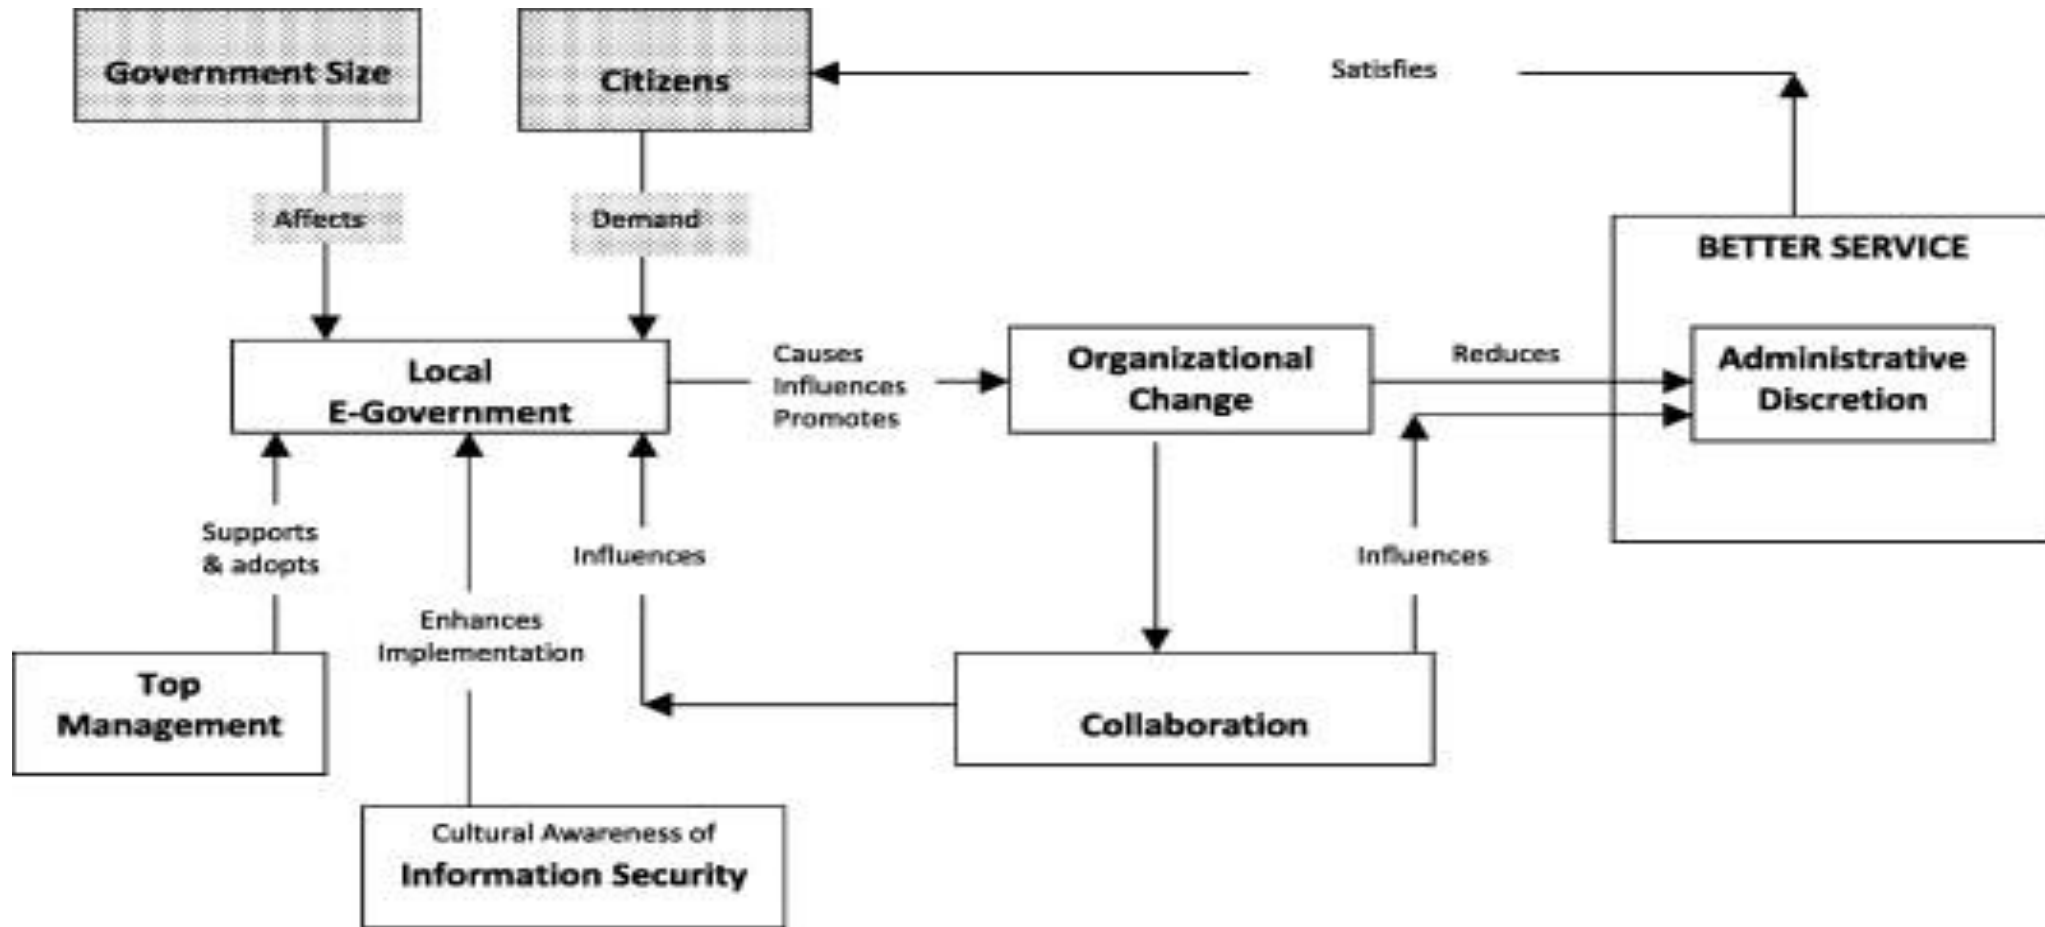 Government Size
Citizens
Satisfies
Affects
Demand
BETTER SERVICE
Local
E-Government
Causes
Influences
Promotes
Organizational
Change
Reduces
Administrative
Discretion
Supports
& adopts
Influences
Influences
Enhances
Implementation
Top
Management
Collaboration
Cultural Awareness of
Information Security